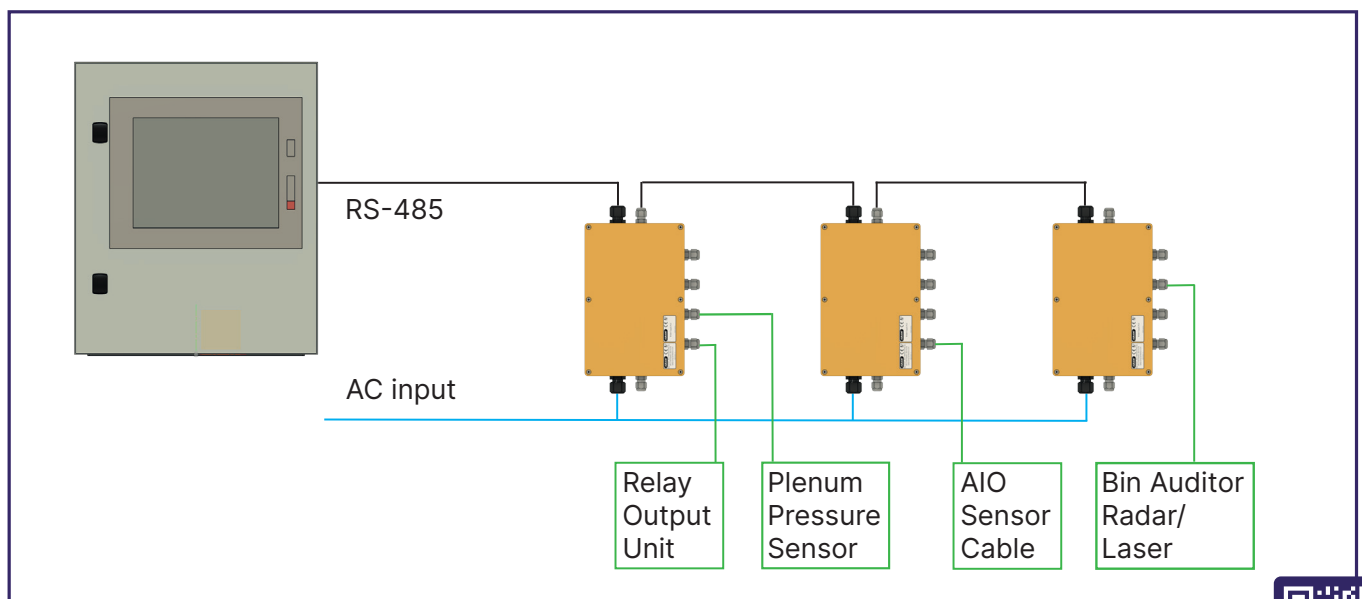 RS-485
AC input
Relay
Output
Unit
Plenum
Pressure
Sensor
AIO
Sensor
Cable
Bin Auditor
Radar/
Laser